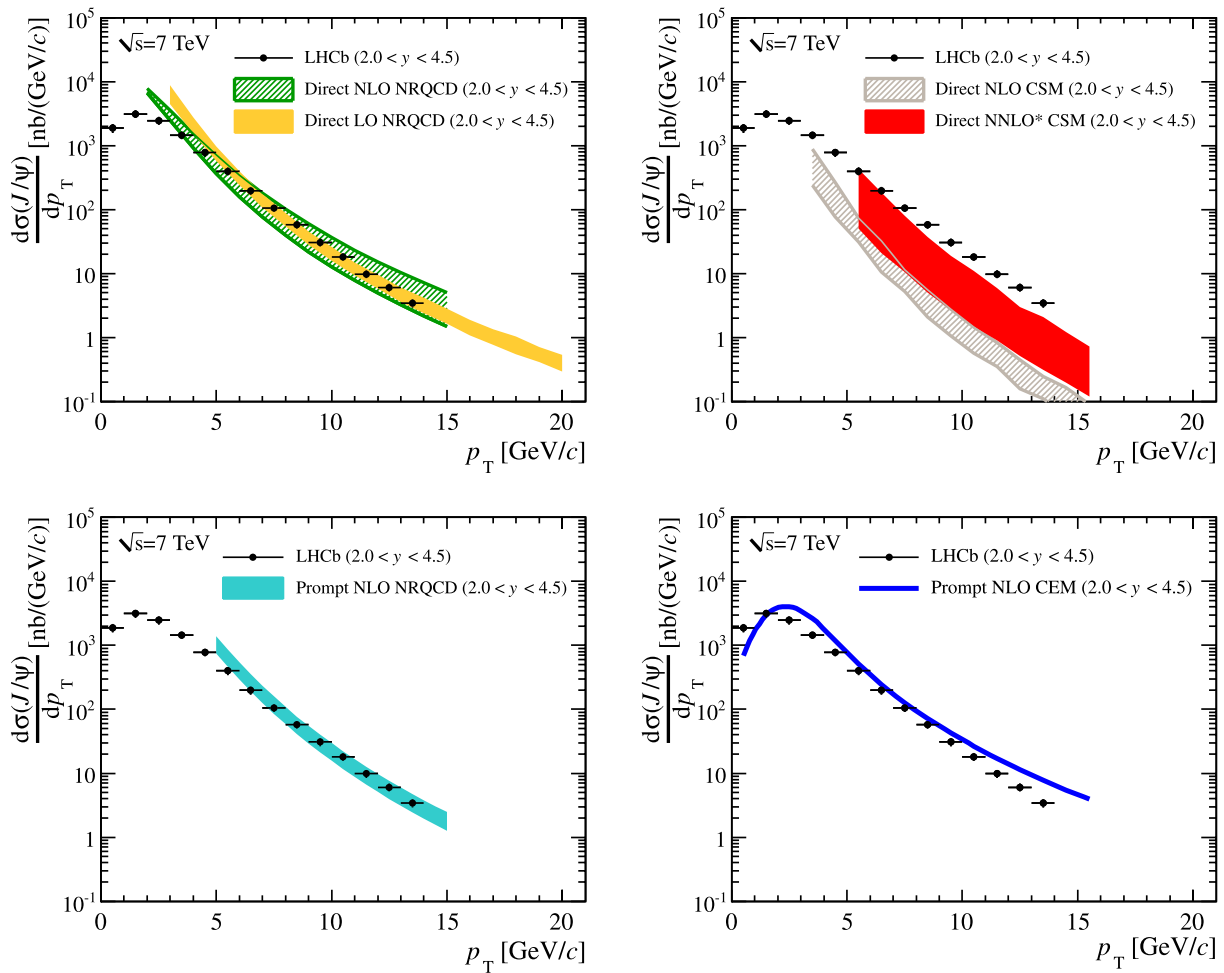 √s=7 TeV
LHCb (2.0 < y < 4.5)
Direct NLO NRQCD (2.0 < y < 4.5)
Direct LO NRQCD (2.0 < y < 4.5)
dσ(J/ψ)/dp_T [nb/(GeV/c)]
10^5
10^4
10^3
10^2
10
1
10^-1
0 5 10 15 20
p_T [GeV/c]
√s=7 TeV
LHCb (2.0 < y < 4.5)
Direct NLO CSM (2.0 < y < 4.5)
Direct NNLO* CSM (2.0 < y < 4.5)
dσ(J/ψ)/dp_T [nb/(GeV/c)]
10^5
10^4
10^3
10^2
10
1
10^-1
0 5 10 15 20
p_T [GeV/c]
√s=7 TeV
LHCb (2.0 < y < 4.5)
Prompt NLO NRQCD (2.0 < y < 4.5)
dσ(J/ψ)/dp_T [nb/(GeV/c)]
10^5
10^4
10^3
10^2
10
1
10^-1
0 5 10 15 20
p_T [GeV/c]
√s=7 TeV
LHCb (2.0 < y < 4.5)
Prompt NLO CEM (2.0 < y < 4.5)
dσ(J/ψ)/dp_T [nb/(GeV/c)]
10^5
10^4
10^3
10^2
10
1
10^-1
0 5 10 15 20
p_T [GeV/c]